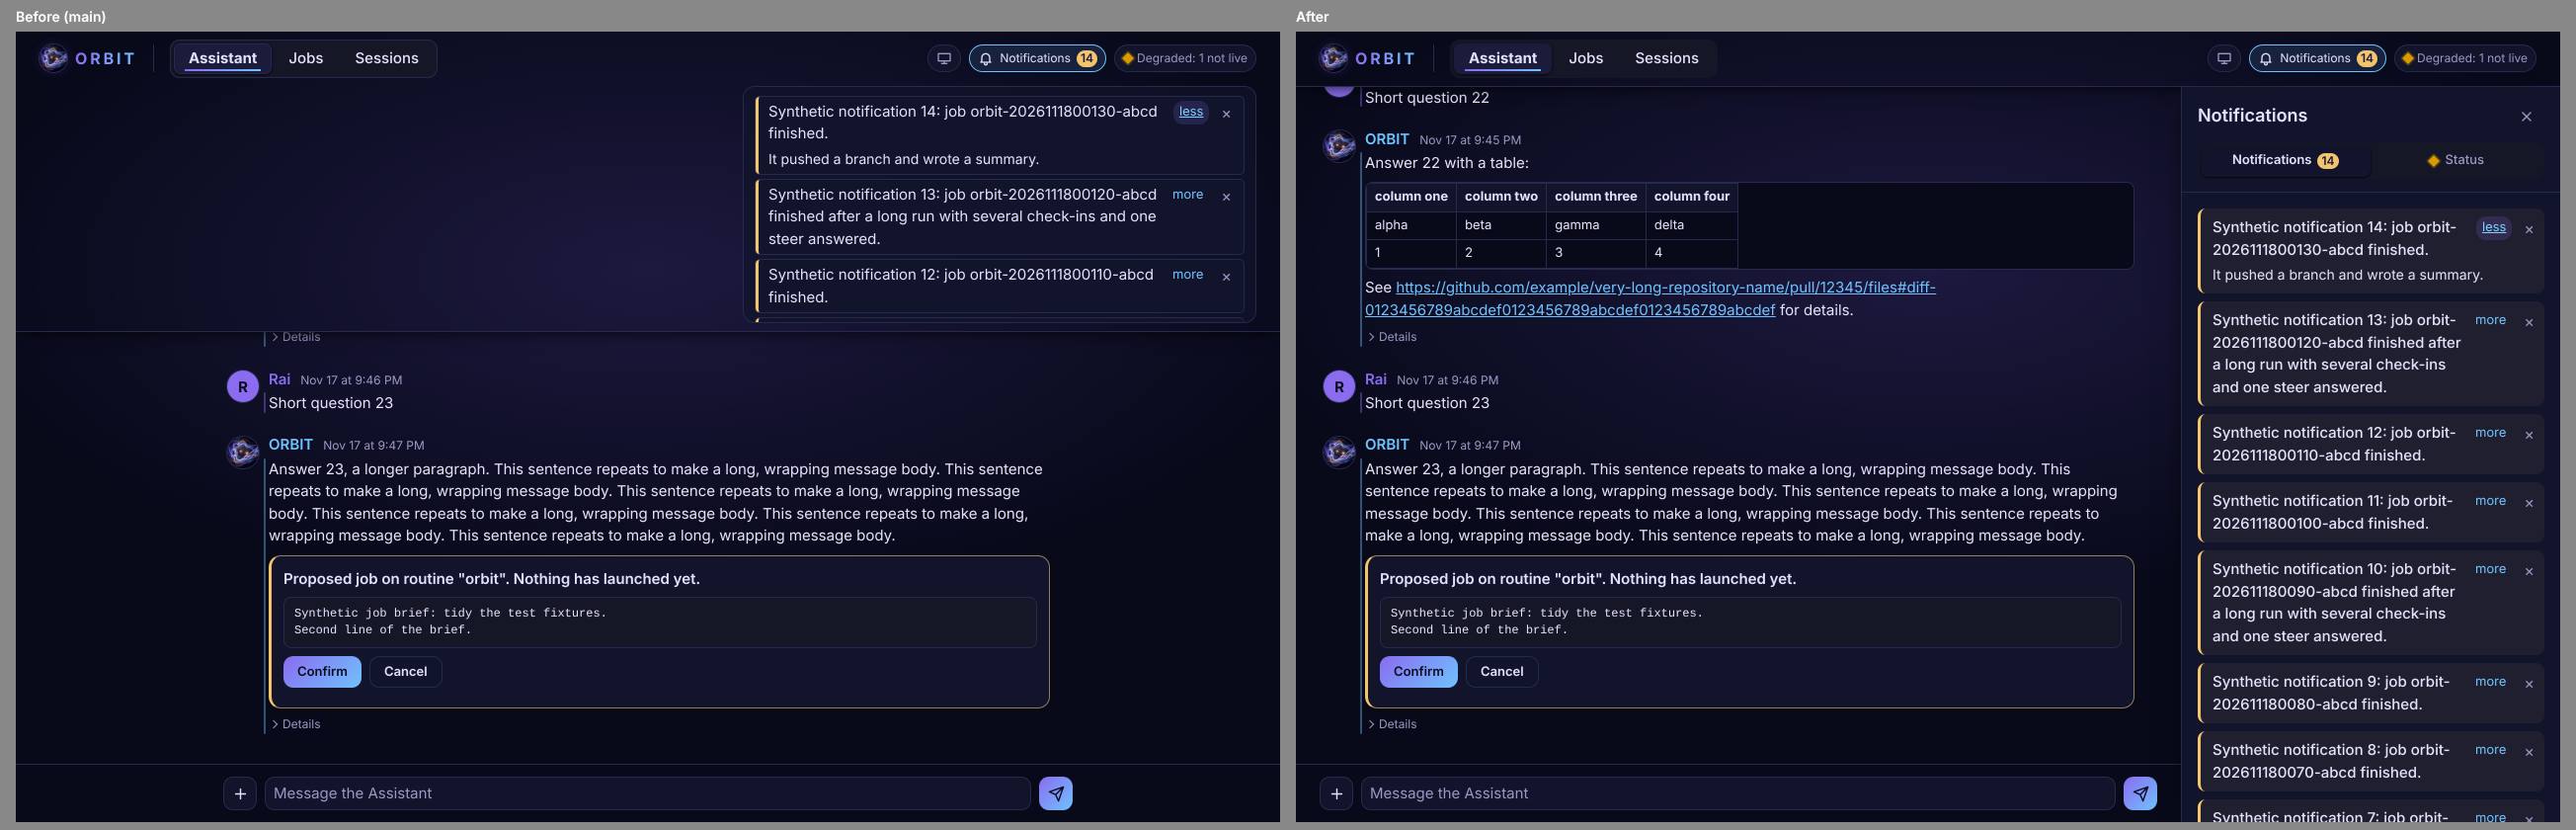 Before (main)
ORBIT
Assistant
Jobs
Sessions
Notifications 14
Degraded: 1 not live
Synthetic notification 14: job orbit-2026111800130-abcd
finished.
less
×
It pushed a branch and wrote a summary.
Synthetic notification 13: job orbit-2026111800120-abcd
finished after a long run with several check-ins and one
steer answered.
more
×
Synthetic notification 12: job orbit-2026111800110-abcd
finished.
more
×
Details
R
Rai Nov 17 at 9:46 PM
Short question 23
ORBIT Nov 17 at 9:47 PM
Answer 23, a longer paragraph. This sentence repeats to make a long, wrapping message body. This sentence
repeats to make a long, wrapping message body. This sentence repeats to make a long, wrapping message
body. This sentence repeats to make a long, wrapping message body. This sentence repeats to make a long,
wrapping message body. This sentence repeats to make a long, wrapping message body.
Proposed job on routine "orbit". Nothing has launched yet.
Synthetic job brief: tidy the test fixtures.
Second line of the brief.
Confirm
Cancel
Details
+
Message the Assistant
After
ORBIT
Assistant
Jobs
Sessions
Notifications 14
Degraded: 1 not live
Short question 22
ORBIT Nov 17 at 9:45 PM
Answer 22 with a table:
column one column two column three column four
alpha beta gamma delta
1 2 3 4
See https://github.com/example/very-long-repository-name/pull/12345/files#diff-
0123456789abcdef0123456789abcdef0123456789abcdef for details.
Details
R
Rai Nov 17 at 9:46 PM
Short question 23
ORBIT Nov 17 at 9:47 PM
Answer 23, a longer paragraph. This sentence repeats to make a long, wrapping message body. This
sentence repeats to make a long, wrapping message body. This sentence repeats to make a long, wrapping
message body. This sentence repeats to make a long, wrapping message body. This sentence repeats to
make a long, wrapping message body. This sentence repeats to make a long, wrapping message body.
Proposed job on routine "orbit". Nothing has launched yet.
Synthetic job brief: tidy the test fixtures.
Second line of the brief.
Confirm
Cancel
Details
+
Message the Assistant
Notifications
×
Notifications 14
Status
Synthetic notification 14: job orbit-
2026111800130-abcd finished.
less
×
It pushed a branch and wrote a summary.
Synthetic notification 13: job orbit-
2026111800120-abcd finished after
a long run with several check-ins
and one steer answered.
more
×
Synthetic notification 12: job orbit-
2026111800110-abcd finished.
more
×
Synthetic notification 11: job orbit-
2026111800100-abcd finished.
more
×
Synthetic notification 10: job orbit-
202611180090-abcd finished after
a long run with several check-ins
and one steer answered.
more
×
Synthetic notification 9: job orbit-
202611180080-abcd finished.
more
×
Synthetic notification 8: job orbit-
202611180070-abcd finished.
more
×
Synthetic notification 7: job orbit-
more
×